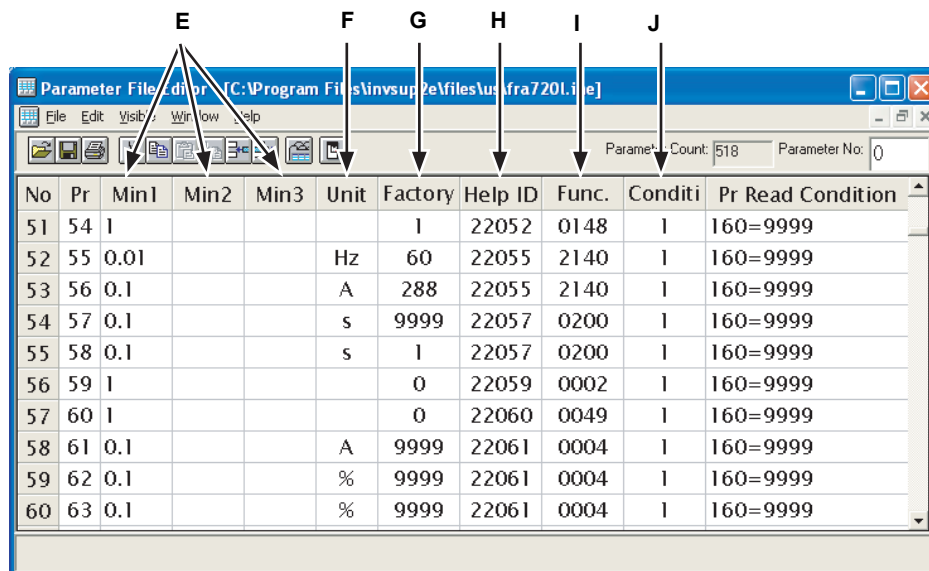 E F G H I J
Parameter File Editor - [C:\Program Files\invsup2e\files\us\fra720l.ine]
File Edit Visible Window Help
Parameter Count: 518 Parameter No: 0
No Pr Min1 Min2 Min3 Unit Factory Help ID Func. Conditi Pr Read Condition
51 54 1 1 22052 0148 1 160=9999
52 55 0.01 Hz 60 22055 2140 1 160=9999
53 56 0.1 A 288 22055 2140 1 160=9999
54 57 0.1 s 9999 22057 0200 1 160=9999
55 58 0.1 s 1 22057 0200 1 160=9999
56 59 1 0 22059 0002 1 160=9999
57 60 1 0 22060 0049 1 160=9999
58 61 0.1 A 9999 22061 0004 1 160=9999
59 62 0.1 % 9999 22061 0004 1 160=9999
60 63 0.1 % 9999 22061 0004 1 160=9999